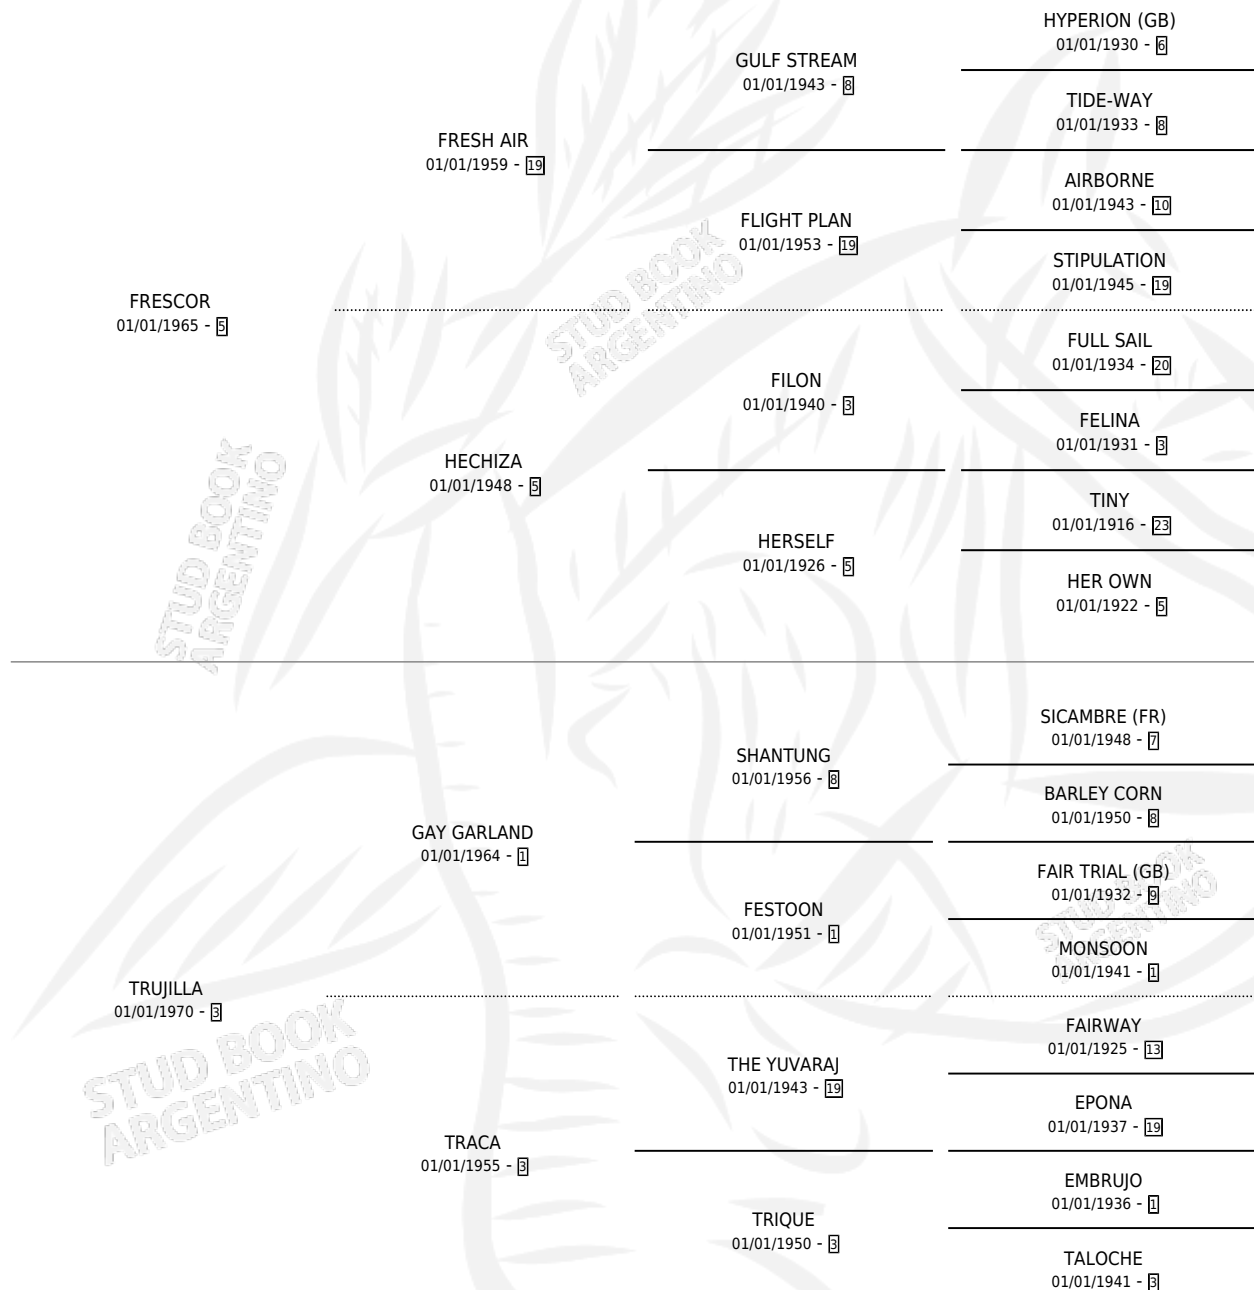 HYPERION (GB)
01/01/1930 - 6
GULF STREAM
01/01/1943 - 8
TIDE-WAY
01/01/1933 - 8
FRESH AIR
01/01/1959 - 19
AIRBORNE
01/01/1943 - 10
FLIGHT PLAN
01/01/1953 - 19
STIPULATION
01/01/1945 - 19
FRESCOR
01/01/1965 - 5
FULL SAIL
01/01/1934 - 20
FILON
01/01/1940 - 3
FELINA
01/01/1931 - 3
HECHIZA
01/01/1948 - 5
TINY
01/01/1916 - 23
HERSELF
01/01/1926 - 5
HER OWN
01/01/1922 - 5
SICAMBRE (FR)
01/01/1948 - 7
SHANTUNG
01/01/1956 - 8
BARLEY CORN
01/01/1950 - 8
GAY GARLAND
01/01/1964 - 1
FAIR TRIAL (GB)
01/01/1932 - 9
FESTOON
01/01/1951 - 1
MONSOON
01/01/1941 - 1
TRUJILLA
01/01/1970 - 3
FAIRWAY
01/01/1925 - 13
THE YUVARAJ
01/01/1943 - 19
EPONA
01/01/1937 - 19
TRACA
01/01/1955 - 3
EMBRUJO
01/01/1936 - 1
TRIQUE
01/01/1950 - 3
TALOCHE
01/01/1941 - 3
STUD BOOK
ARGENTINO
STUD BOOK
ARGENTINO
STUD BOOK
ARGENTINO
STUD BOOK
ARGENTINO